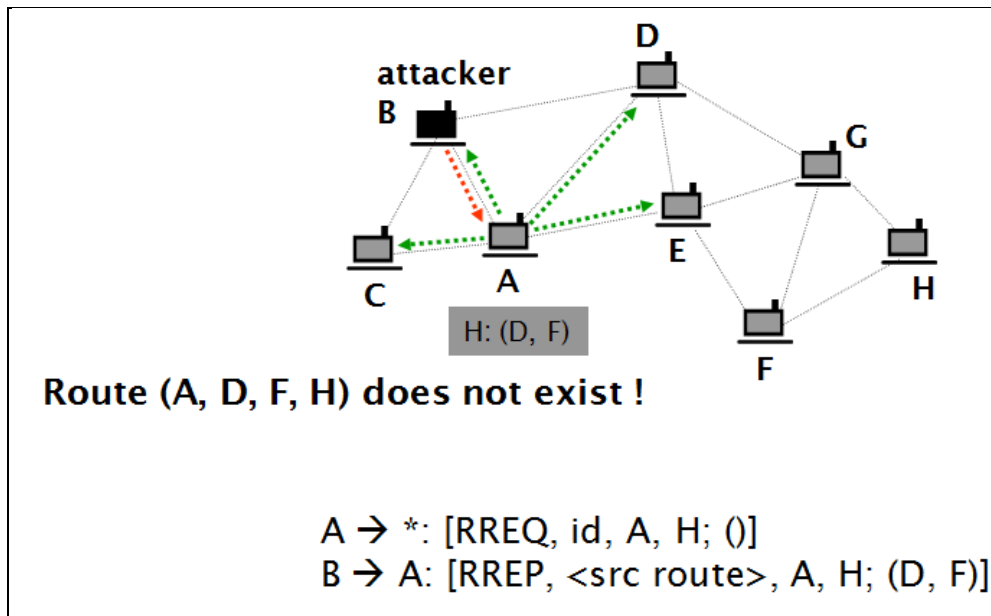 D
attacker
B
G
E
H
C
A
H: (D, F)
F
Route (A, D, F, H) does not exist !
A → *: [RREQ, id, A, H; ()]
B → A: [RREP, <src route>, A, H; (D, F)]